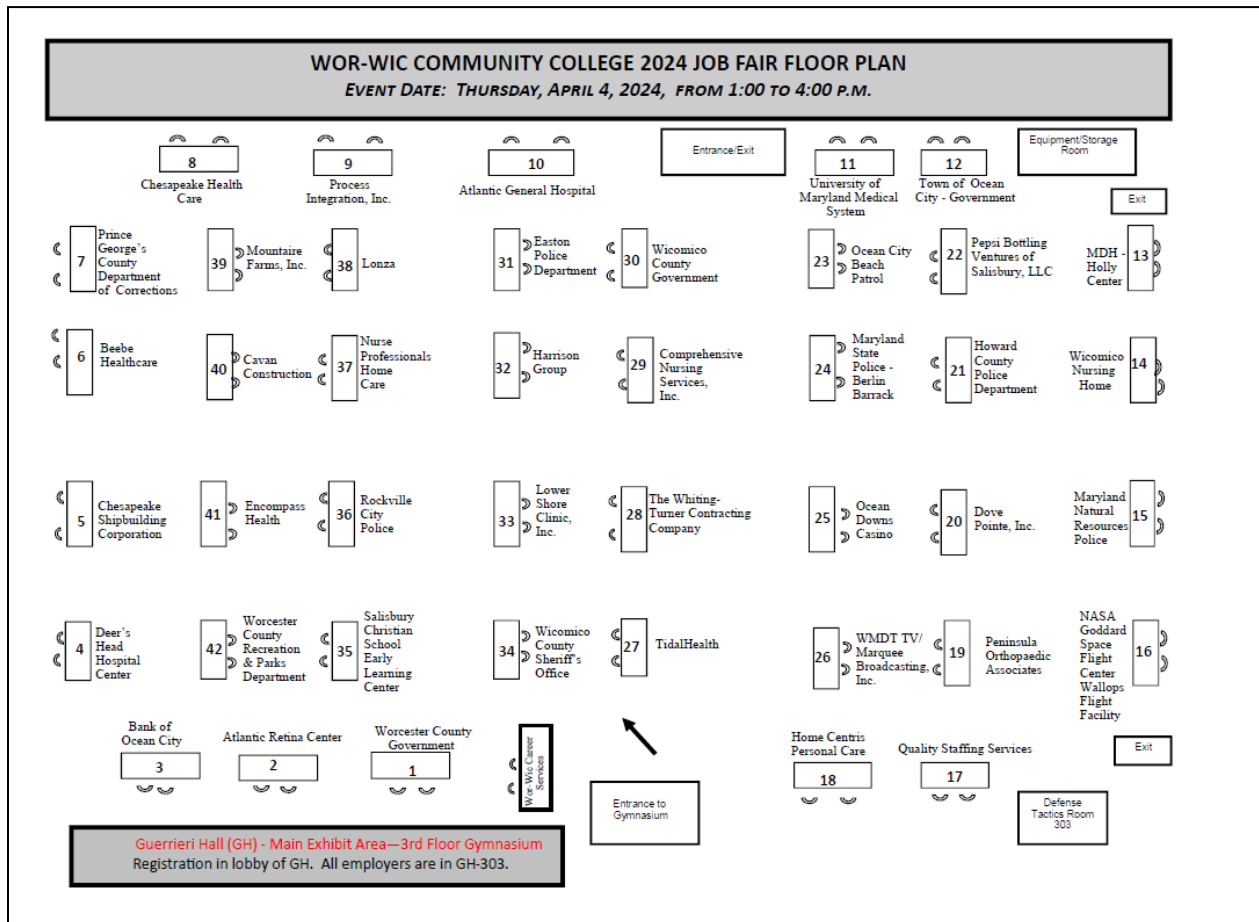 WOR-WIC COMMUNITY COLLEGE 2024 JOB FAIR FLOOR PLAN
EVENT DATE: THURSDAY, APRIL 4, 2024, FROM 1:00 TO 4:00 P.M.
8
Chesapeake Health
Care
9
Process
Integration, Inc.
10
Atlantic General Hospital
Entrance/Exit
11
University of
Maryland Medical
System
12
Town of Ocean
City - Government
Equipment/Storage
Room
Exit
7
Prince
George's
County
Department
of Corrections
39
Mountaire
Farms, Inc.
38
Lonza
31
Easton
Police
Department
30
Wicomico
County
Government
23
Ocean City
Beach
Patrol
22
Pepsi Bottling
Ventures of
Salisbury, LLC
MDH -
Holly
Center
13
6
Beebe
Healthcare
40
Cavan
Construction
37
Nurse
Professionals
Home
Care
32
Harrison
Group
29
Comprehensive
Nursing
Services,
Inc.
24
Maryland
State
Police -
Berlin
Barrack
21
Howard
County
Police
Department
Wicomico
Nursing
Home
14
5
Chesapeake
Shipbuilding
Corporation
41
Encompass
Health
36
Rockville
City
Police
33
Lower
Shore
Clinic,
Inc.
28
The Whiting-
Turner Contracting
Company
25
Ocean
Downs
Casino
20
Dove
Pointe, Inc.
Maryland
Natural
Resources
Police
15
4
Deer's
Head
Hospital
Center
42
Worcester
County
Recreation
& Parks
Department
35
Salisbury
Christian
School
Early
Learning
Center
34
Wicomico
County
Sheriff's
Office
27
TidalHealth
26
WMDT TV/
Marquee
Broadcasting,
Inc.
19
Peninsula
Orthopaedic
Associates
NASA
Goddard
Space
Flight
Center
Wallops
Flight
Facility
16
Bank of
Ocean City
3
Atlantic Retina Center
2
Worcester County
Government
1
Wor-Wic Career
Services
Entrance to
Gymnasium
Home Centris
Personal Care
18
Quality Staffing Services
17
Exit
Defense
Tactics Room
303
Guerrieri Hall (GH) - Main Exhibit Area—3rd Floor Gymnasium
Registration in lobby of GH. All employers are in GH-303.